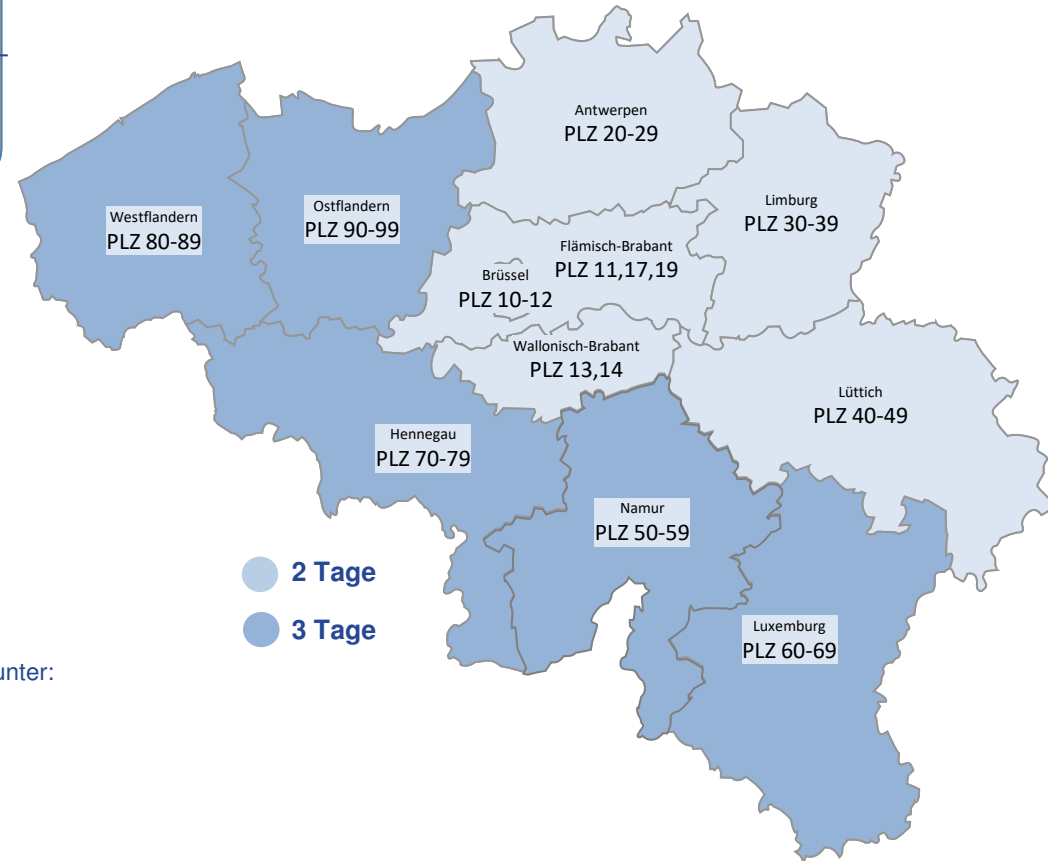 Antwerpen
PLZ 20-29
Limburg
PLZ 30-39
Westflandern
PLZ 80-89
Ostflandern
PLZ 90-99
Flämisch-Brabant
PLZ 11,17,19
Brüssel
PLZ 10-12
Wallonisch-Brabant
PLZ 13,14
Lüttich
PLZ 40-49
Hennegau
PLZ 70-79
Namur
PLZ 50-59
Luxemburg
PLZ 60-69
2 Tage
3 Tage
unter: